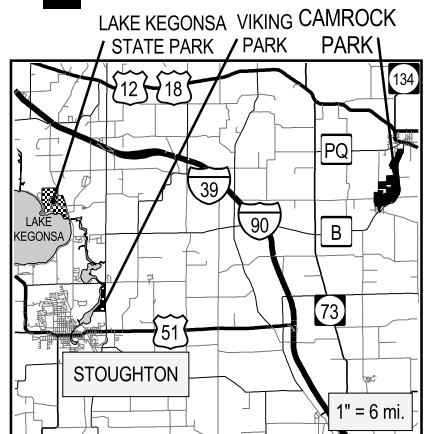 LAKE KEGONSA
STATE PARK
VIKING
PARK
CAMROCK
PARK
134
12
18
PQ
39
90
LAKE
KEGONSA
B
73
51
STOUGHTON
1" = 6 mi.